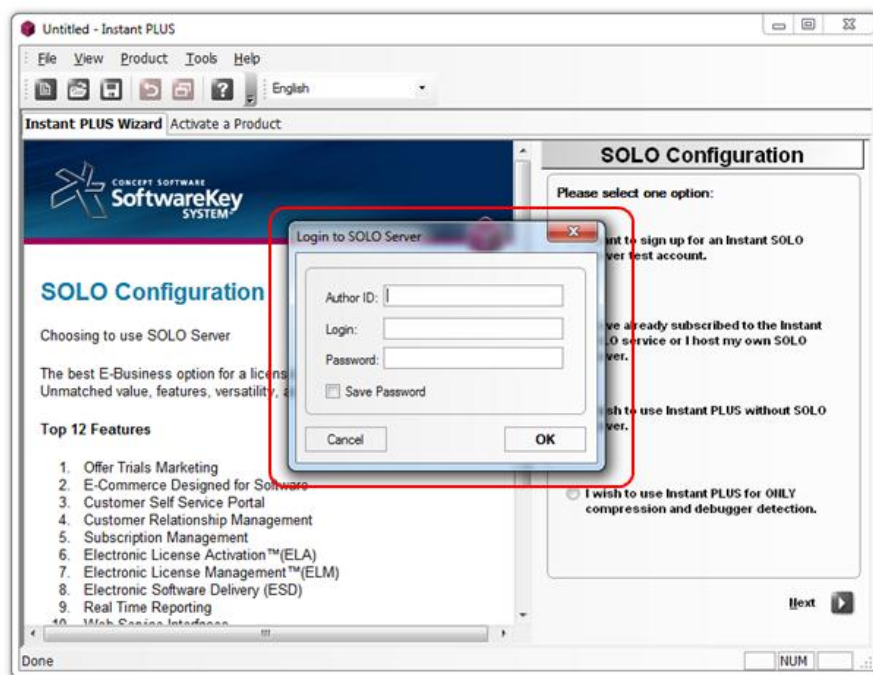 Untitled - Instant PLUS
File View Product Tools Help
English
Instant PLUS Wizard Activate a Product
CONCEPT SOFTWARE
SoftwareKey
SYSTEM
SOLO Configuration
Choosing to use SOLO Server
The best E-Business option for a licens
Unmatched value, features, versatility, a
Top 12 Features
1. Offer Trials Marketing
2. E-Commerce Designed for Software
3. Customer Self Service Portal
4. Customer Relationship Management
5. Subscription Management
6. Electronic License Activation™(ELA)
7. Electronic License Management™(ELM)
8. Electronic Software Delivery (ESD)
9. Real Time Reporting
10. Web Service Interfaces
Login to SOLO Server
Author ID:
Login:
Password:
Save Password
Cancel OK
SOLO Configuration
Please select one option:
nt to sign up for an Instant SOLO
ver test account.
ve already subscribed to the Instant
LO service or I host my own SOLO
ver.
sh to use Instant PLUS without SOLO
ver.
I wish to use Instant PLUS for ONLY
compression and debugger detection.
Next
Done NUM